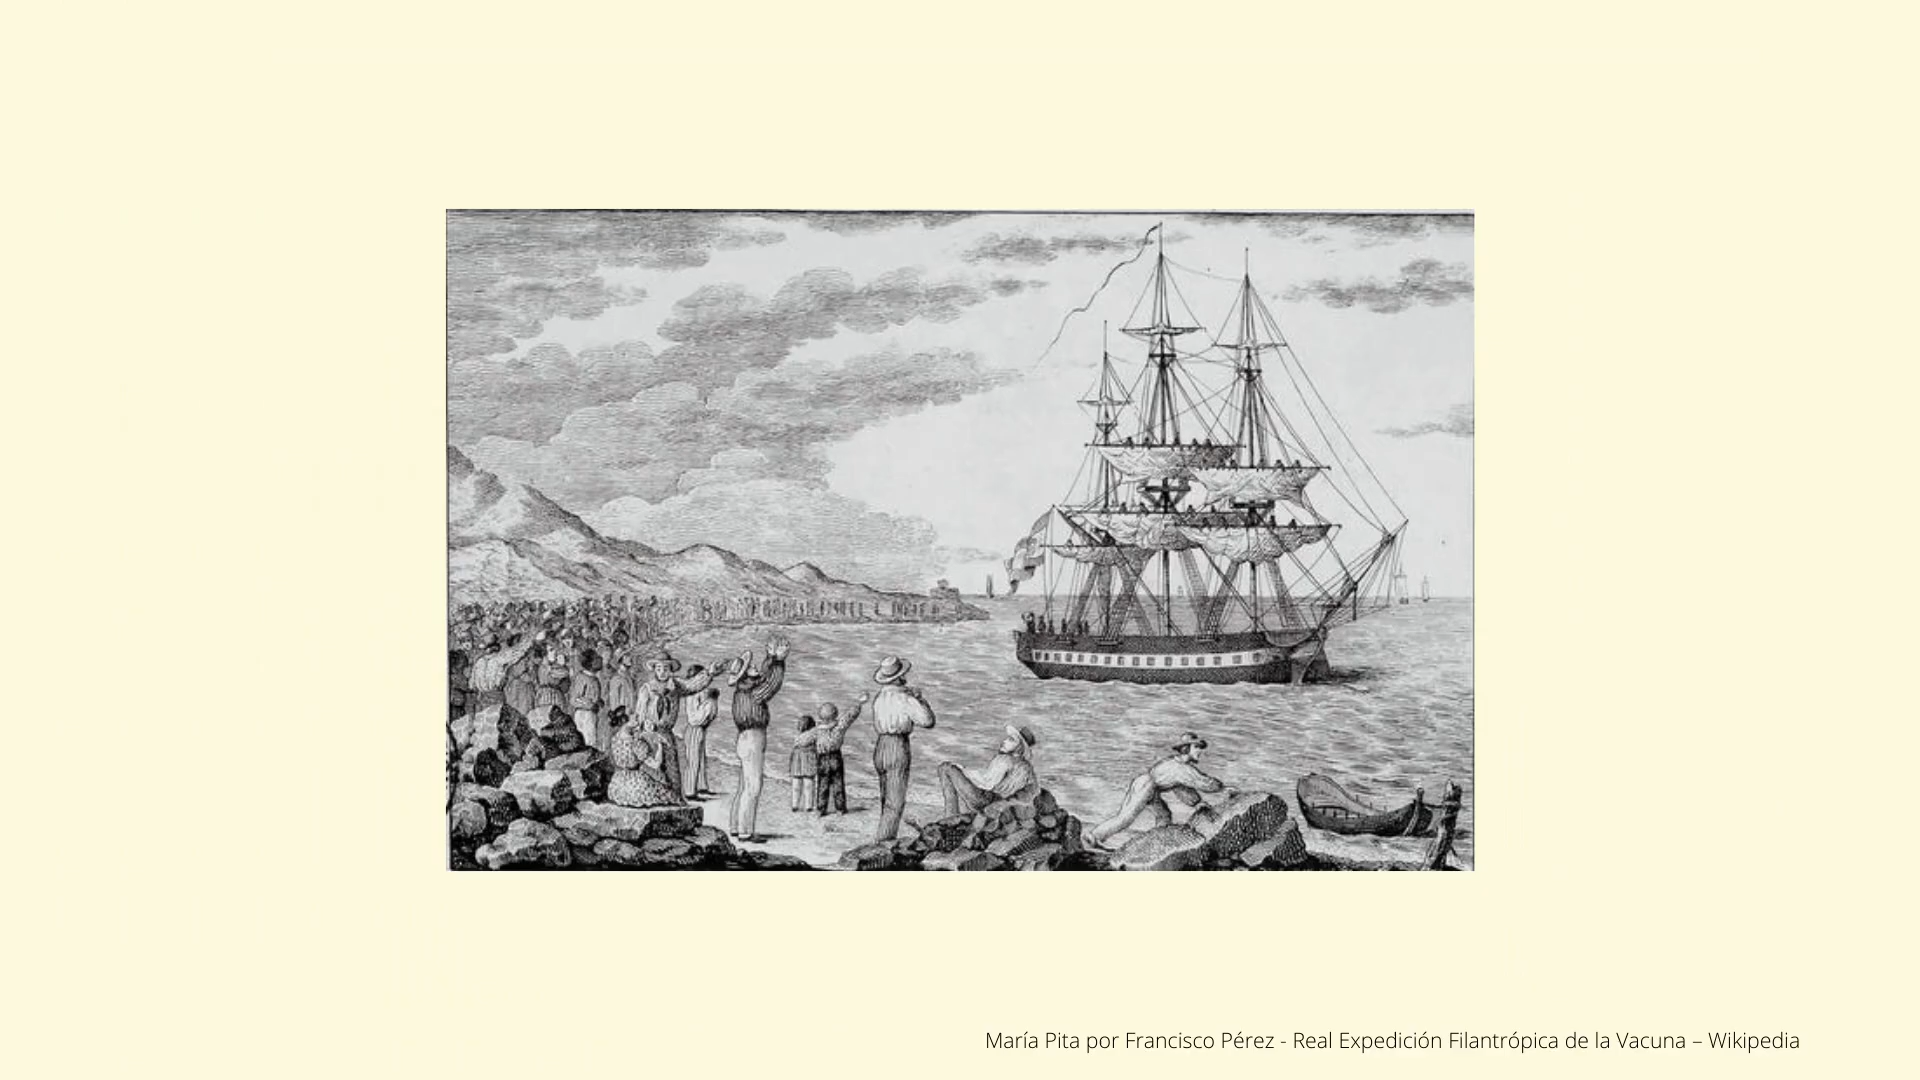 María Pita por Francisco Pérez - Real Expedición Filantrópica de la Vacuna – Wikipedia